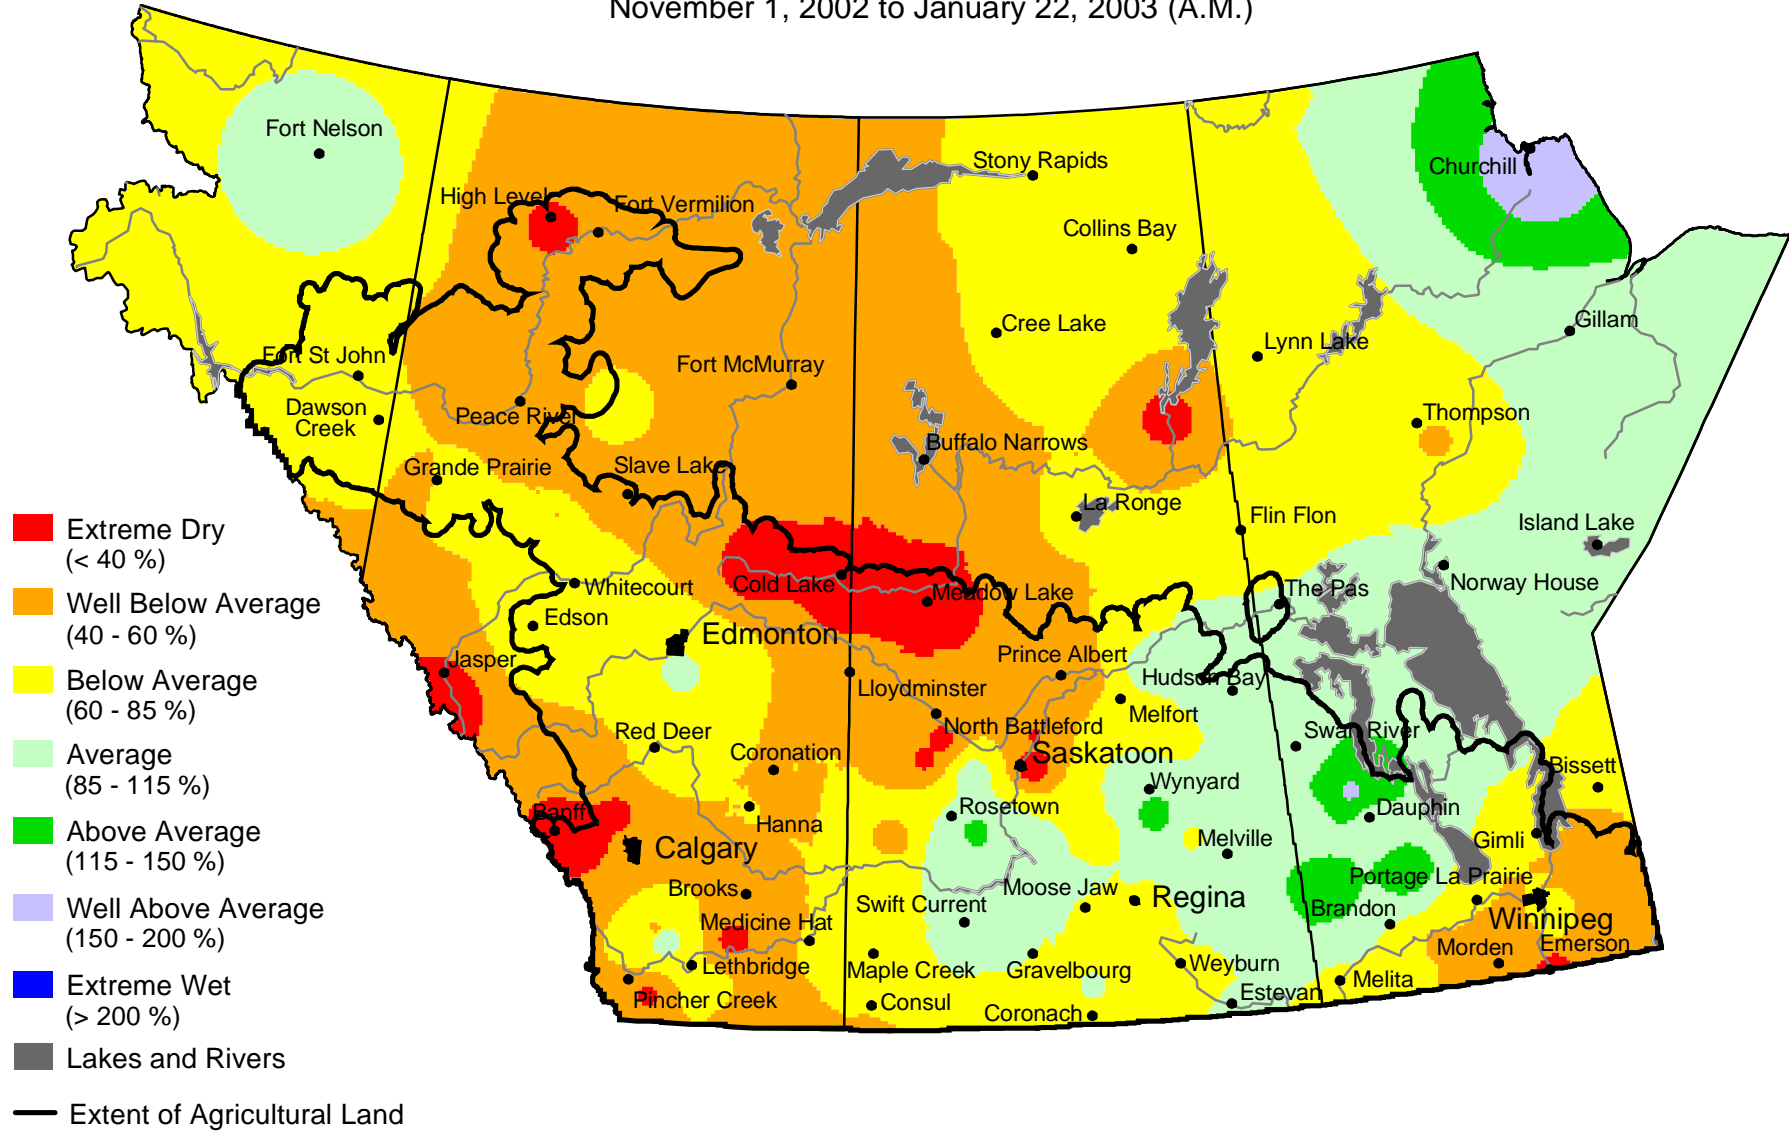 November 1, 2002 to January 22, 2003 (A.M.)
Fort Nelson
Churchill
Stony Rapids
High Level
Fort Vermilion
Collins Bay
Gillam
Cree Lake
Lynn Lake
Fort St John
Fort McMurray
Dawson
Creek
Peace River
Thompson
Buffalo Narrows
Grande Prairie
Slave Lake
La Ronge
Flin Flon
Island Lake
Whitecourt
Cold Lake
Meadow Lake
The Pas
Norway House
Edson
Edmonton
Jasper
Prince Albert
Hudson Bay
Lloydminster
Melfort
North Battleford
Red Deer
Coronation
Saskatoon
Swan River
Bissett
Wynyard
Banff
Hanna
Rosetown
Dauphin
Calgary
Melville
Gimli
Brooks
Moose Jaw
Portage La Prairie
Medicine Hat
Swift Current
Regina
Brandon
Winnipeg
Lethbridge
Maple Creek
Gravelbourg
Weyburn
Morden
Emerson
Pincher Creek
Consul
Coronach
Estevan
Melita
Extreme Dry
(< 40 %)
Well Below Average
(40 - 60 %)
Below Average
(60 - 85 %)
Average
(85 - 115 %)
Above Average
(115 - 150 %)
Well Above Average
(150 - 200 %)
Extreme Wet
(> 200 %)
Lakes and Rivers
Extent of Agricultural Land